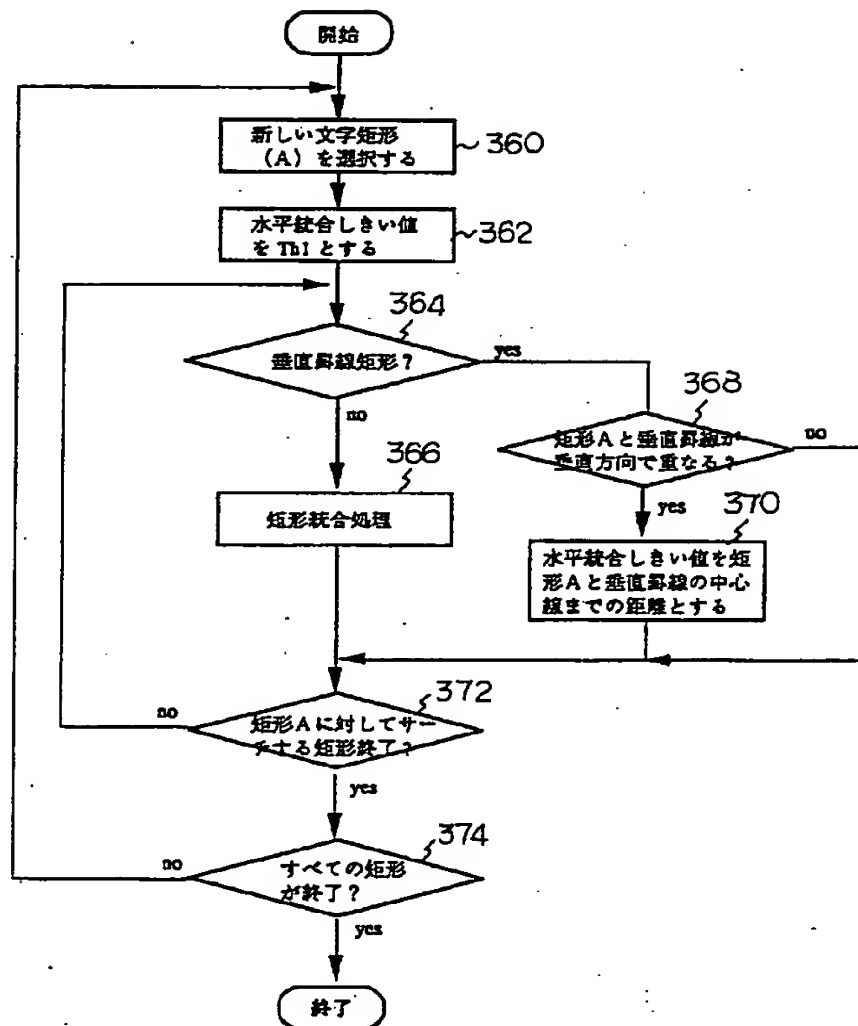 開始
新しい文字矩形
(A)を選択する
360
水平統合しきい値
をTh1とする
362
364
垂直罫線矩形?
yes
no
368
矩形Aと垂直罫線が
垂直方向で重なる?
no
yes
366
矩形統合処理
370
水平統合しきい値を矩
形Aと垂直罫線の中心
線までの距離とする
372
矩形Aに対してサー
チする矩形終了?
no
yes
374
すべての矩形
が終了?
no
yes
終了